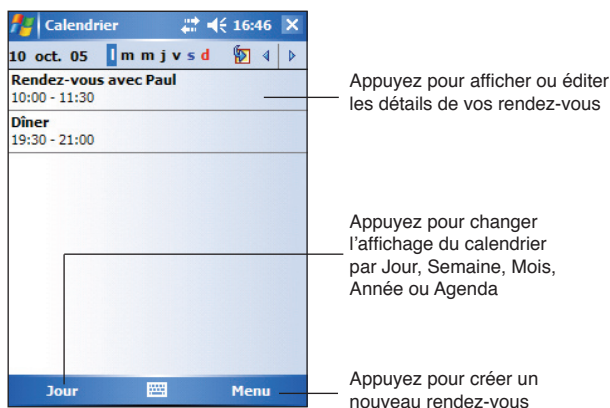 Calendrier 16:46
10 oct. 05 l m m j v s d
Rendez-vous avec Paul
10:00 - 11:30
Dîner
19:30 - 21:00
Jour Menu
Appuyez pour afficher ou éditer
les détails de vos rendez-vous
Appuyez pour changer
l’affichage du calendrier
par Jour, Semaine, Mois,
Année ou Agenda
Appuyez pour créer un
nouveau rendez-vous